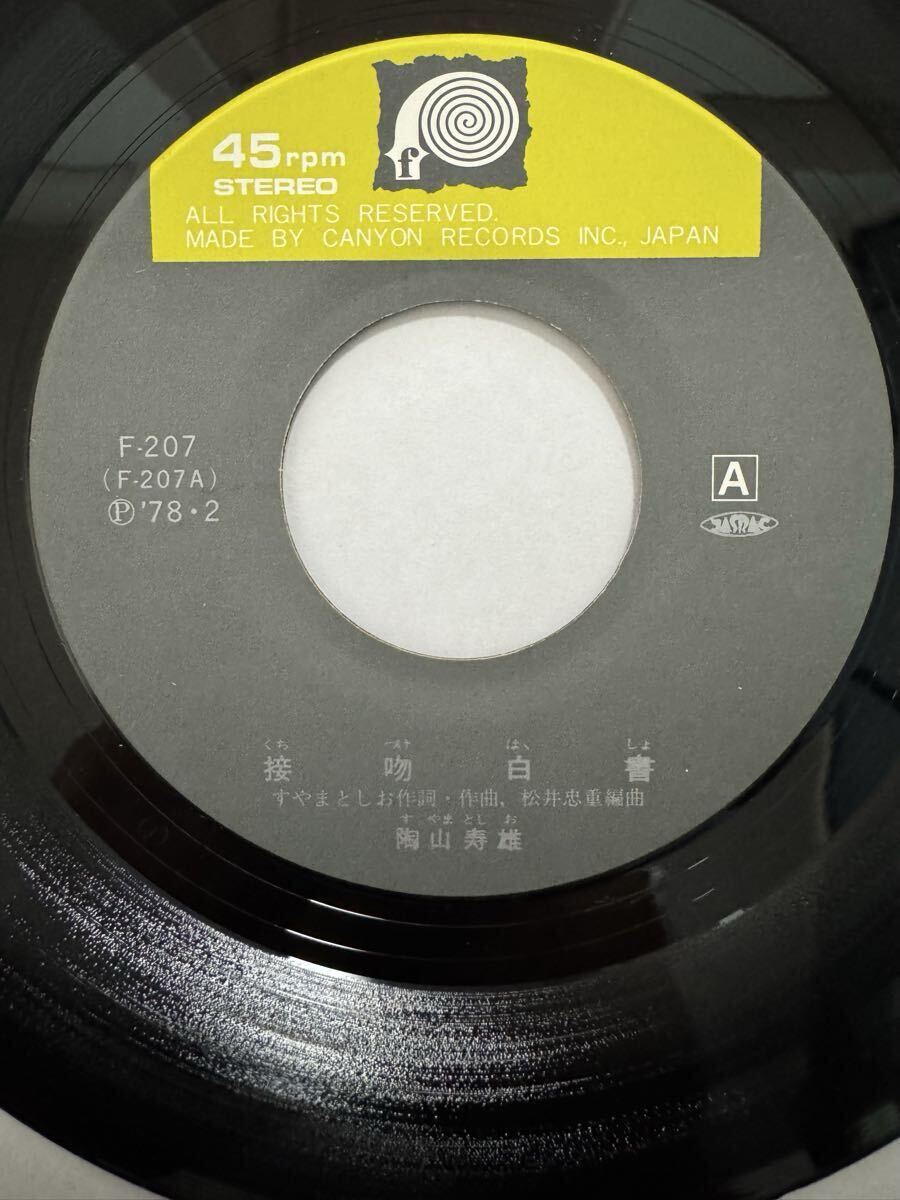 f
45 rpm
STEREO
ALL RIGHTS RESERVED.
MADE BY CANYON RECORDS INC., JAPAN
F-207
(F-207A)
Ⓟ '78・2
A
JASRAC
くち づけ はく しょ
接吻白書
すやまとしお作詞・作曲、松井忠重編曲
す やま とし お
陶山寿雄